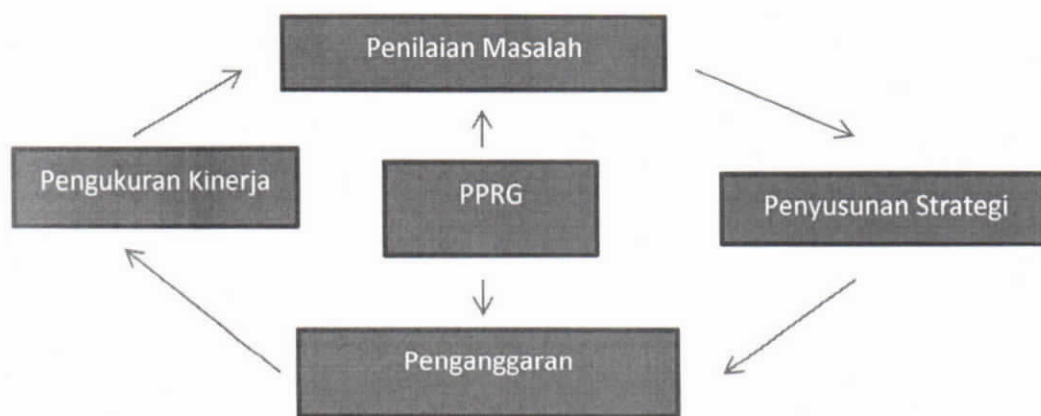 Penilaian Masalah
Pengukuran Kinerja
PPRG
Penyusunan Strategi
Penganggaran